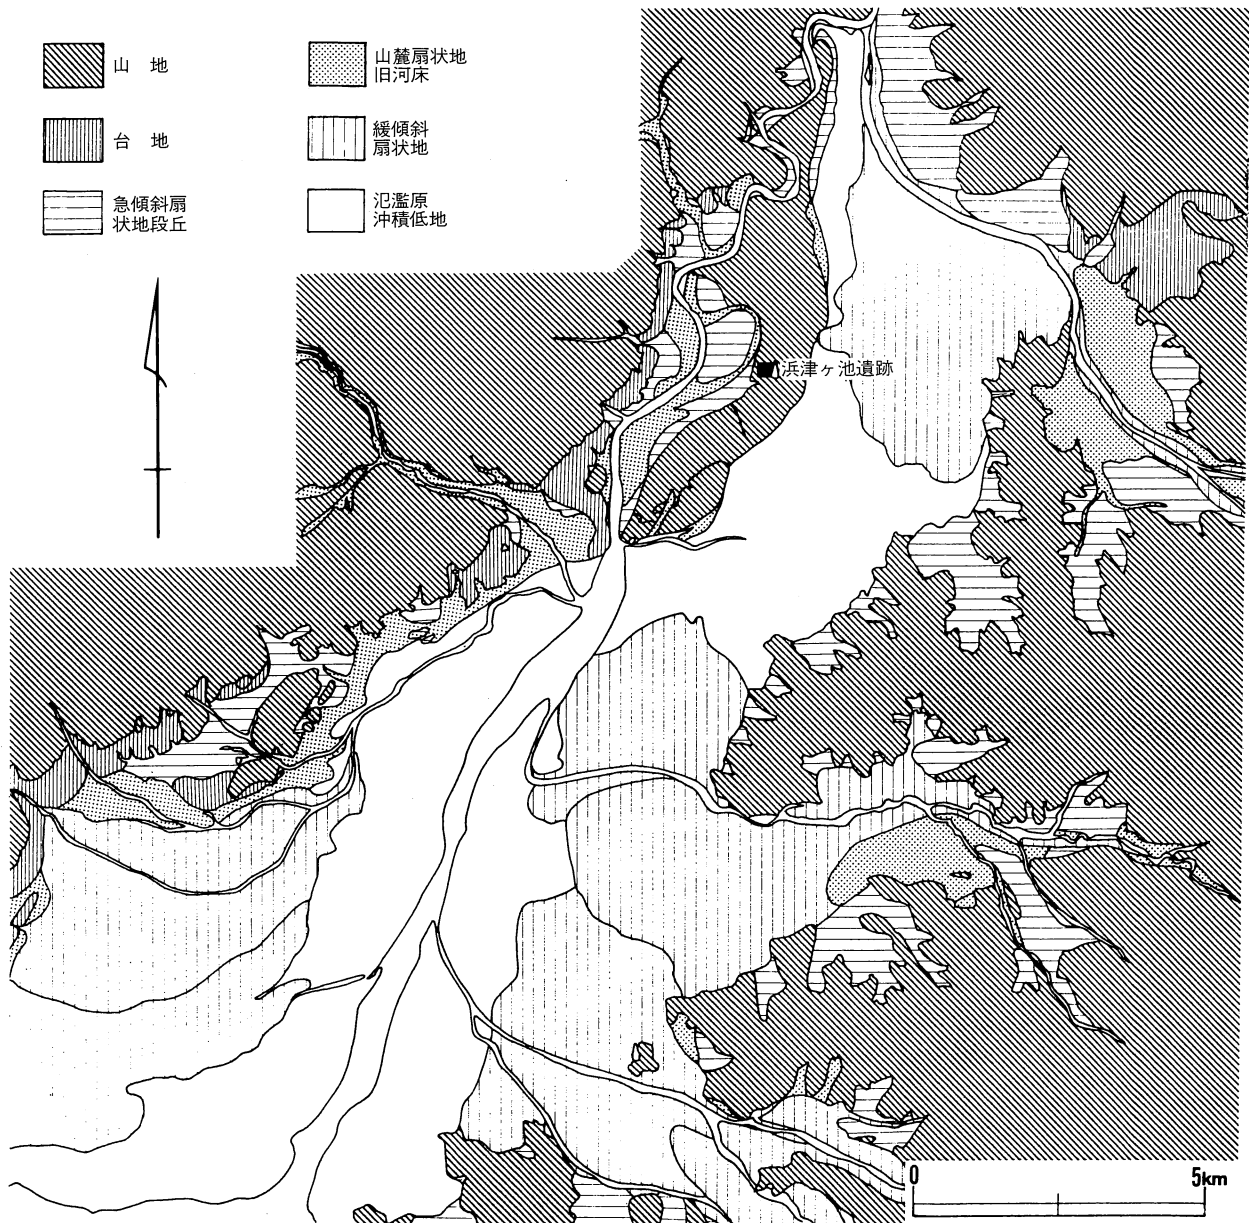 山 地
台 地
急傾斜扇
状地段丘
山麓扇状地
旧河床
緩傾斜
扇状地
氾濫原
沖積低地
浜津ヶ池遺跡
0 5km